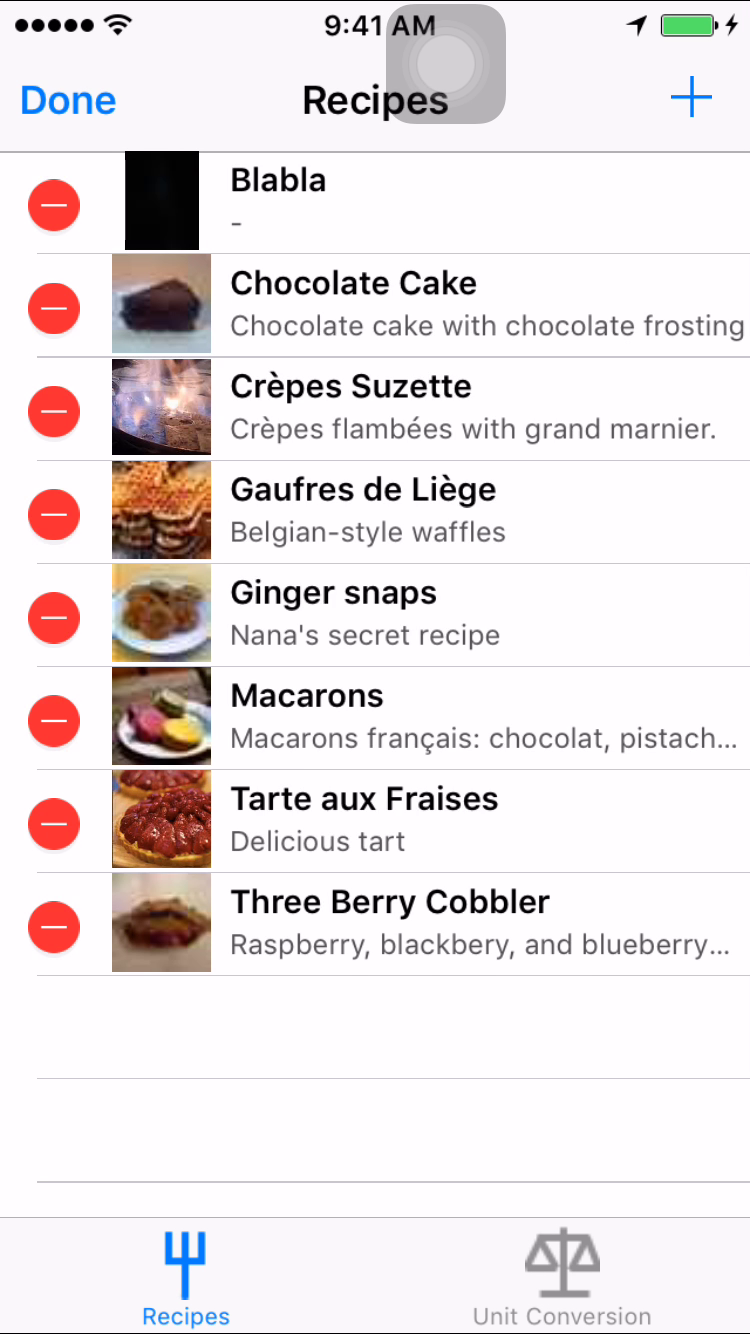 9:41 AM
Done
Recipes
Blabla
-
Chocolate Cake
Chocolate cake with chocolate frosting
Crèpes Suzette
Crèpes flambées with grand marnier.
Gaufres de Liège
Belgian-style waffles
Ginger snaps
Nana's secret recipe
Macarons
Macarons français: chocolat, pistach...
Tarte aux Fraises
Delicious tart
Three Berry Cobbler
Raspberry, blackbery, and blueberry...
Recipes
Unit Conversion